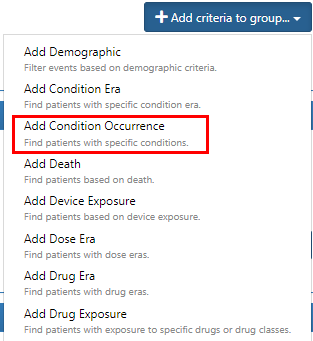 Add criteria to group...
Add Demographic
Filter events based on demographic criteria.
Add Condition Era
Find patients with specific condition era.
Add Condition Occurrence
Find patients with specific conditions.
Add Death
Find patients based on death.
Add Device Exposure
Find patients based on device exposure.
Add Dose Era
Find patients with dose eras.
Add Drug Era
Find patients with drug eras.
Add Drug Exposure
Find patients with exposure to specific drugs or drug classes.